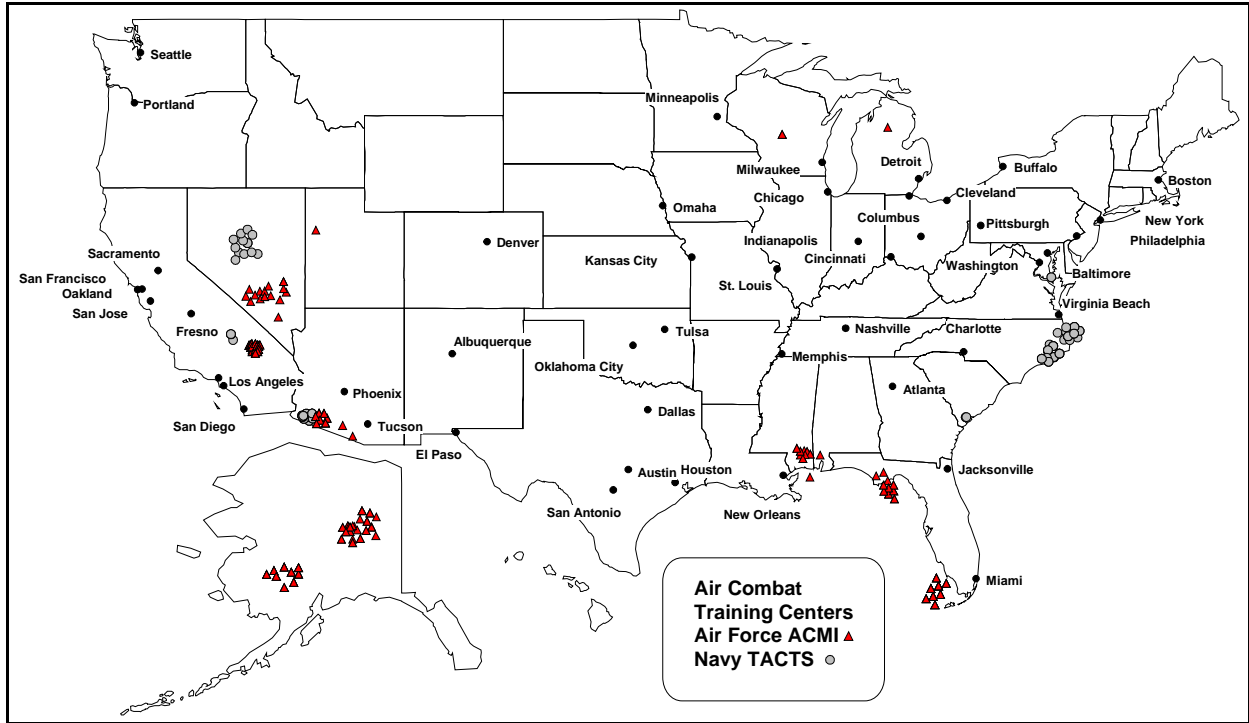 Seattle
Portland
Minneapolis
Milwaukee
Detroit
Buffalo
Boston
Chicago
Cleveland
Omaha
Columbus
Pittsburgh
New York
Philadelphia
Sacramento
Denver
Indianapolis
Kansas City
Cincinnati
Washington
Baltimore
San Francisco
Oakland
San Jose
St. Louis
Virginia Beach
Fresno
Tulsa
Nashville
Charlotte
Albuquerque
Oklahoma City
Memphis
Los Angeles
Phoenix
Atlanta
Dallas
San Diego
Tucson
El Paso
Austin
Houston
Jacksonville
San Antonio
New Orleans
Miami
Air Combat
Training Centers
Air Force ACMI
Navy TACTS